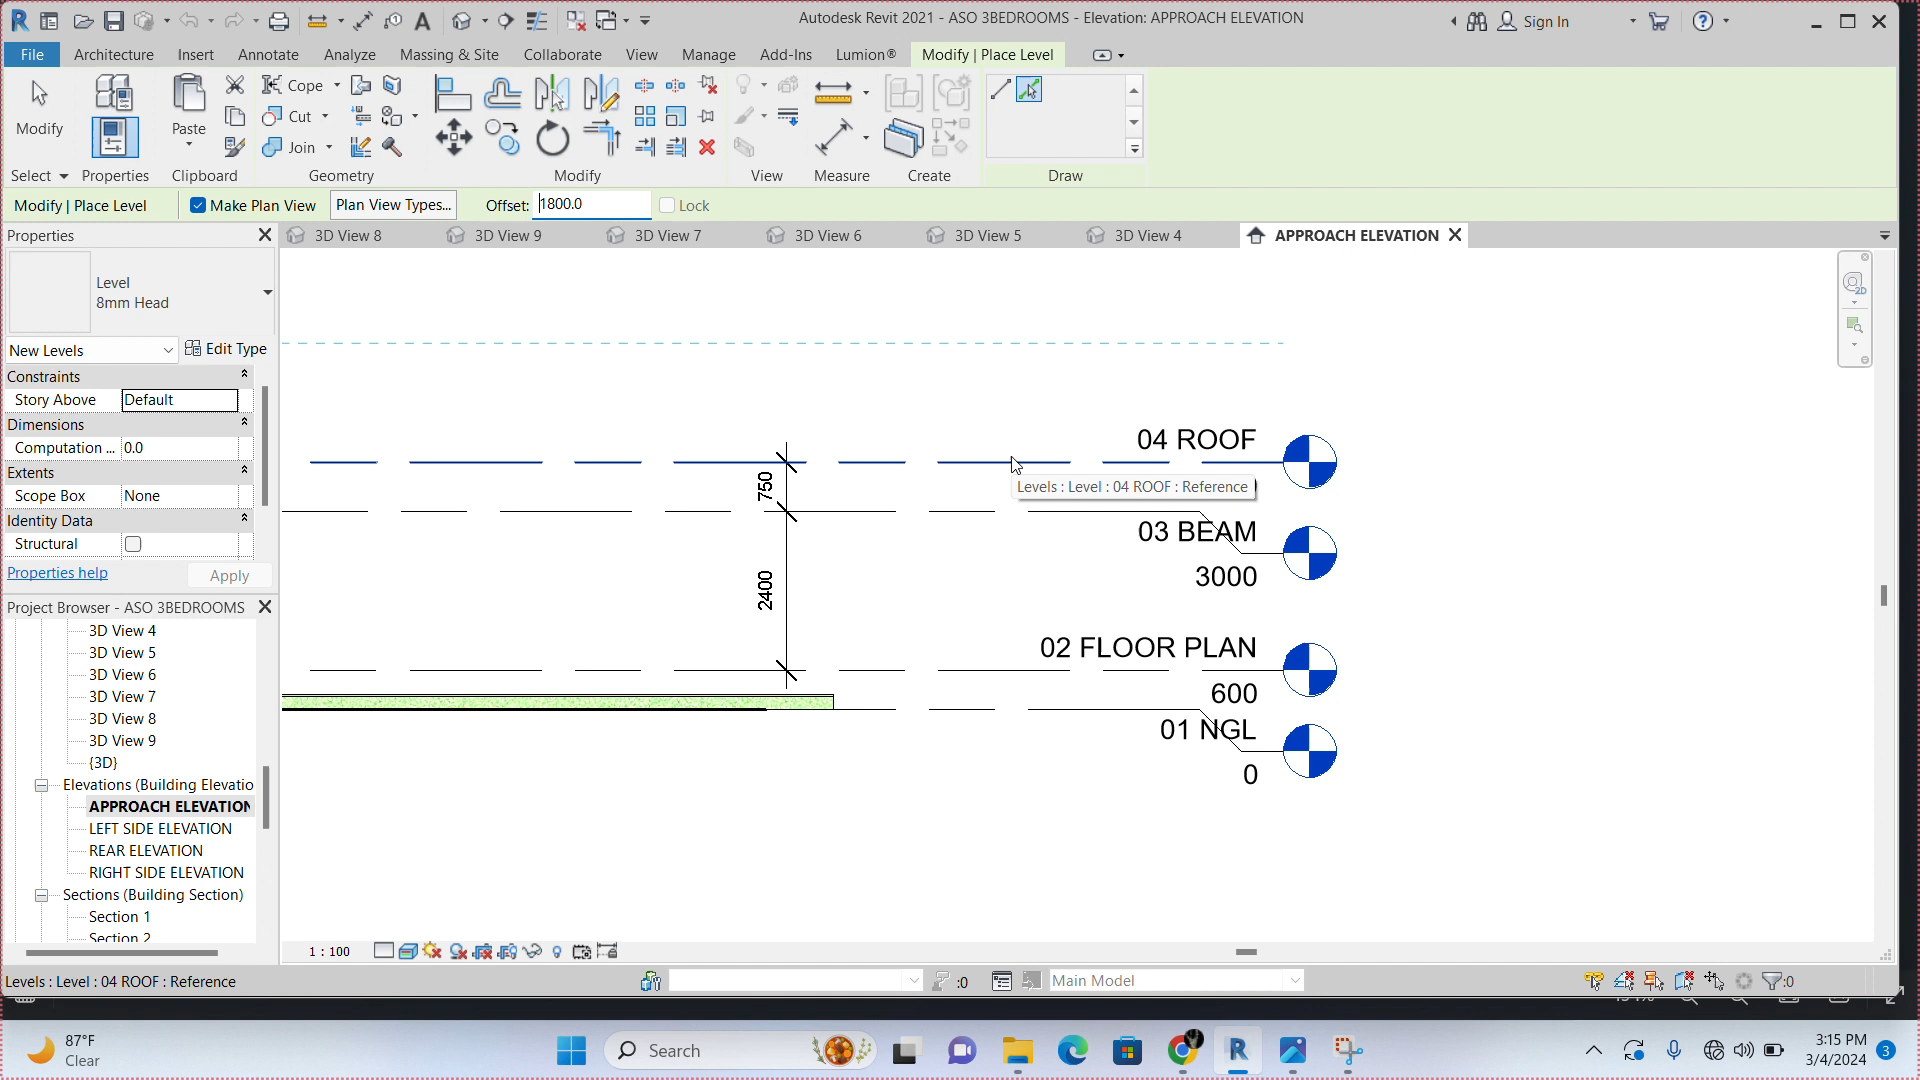 Autodesk Revit 2021 - ASO 3BEDROOMS - Elevation: APPROACH ELEVATION
Sign In
File Architecture Insert Annotate Analyze Massing & Site Collaborate View Manage Add-Ins Lumion® Modify | Place Level
Modify
Paste
Cope
Cut
Join
Select Properties Clipboard Geometry Modify View Measure Create Draw
Modify | Place Level Make Plan View Plan View Types... Offset: 1800.0 Lock
Properties
3D View 8 3D View 9 3D View 7 3D View 6 3D View 5 3D View 4 APPROACH ELEVATION
Level
8mm Head
New Levels Edit Type
Constraints
Story Above Default
Dimensions
Computation ... 0.0
Extents
Scope Box None
Identity Data
Structural
Properties help Apply
Project Browser - ASO 3BEDROOMS
3D View 4
3D View 5
3D View 6
3D View 7
3D View 8
3D View 9
{3D}
Elevations (Building Elevatio
APPROACH ELEVATION
LEFT SIDE ELEVATION
REAR ELEVATION
RIGHT SIDE ELEVATION
Sections (Building Section)
Section 1
Section 2
04 ROOF
Levels : Level : 04 ROOF : Reference
750
03 BEAM
3000
2400
02 FLOOR PLAN
600
01 NGL
0
2D
1 : 100
Levels : Level : 04 ROOF : Reference
:0
Main Model
:0
87°F
Clear
Search
3:15 PM
3/4/2024
3